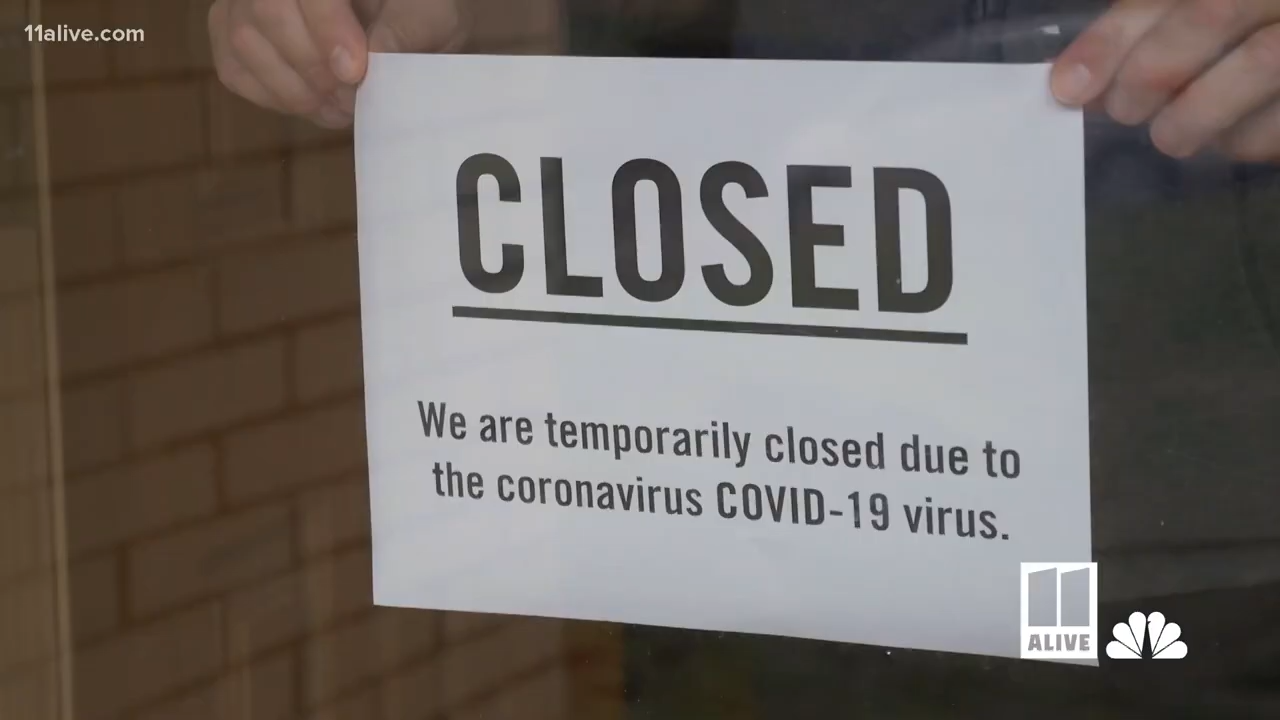 11alive.com
CLOSED
We are temporarily closed due to
the coronavirus COVID-19 virus.
11
ALIVE